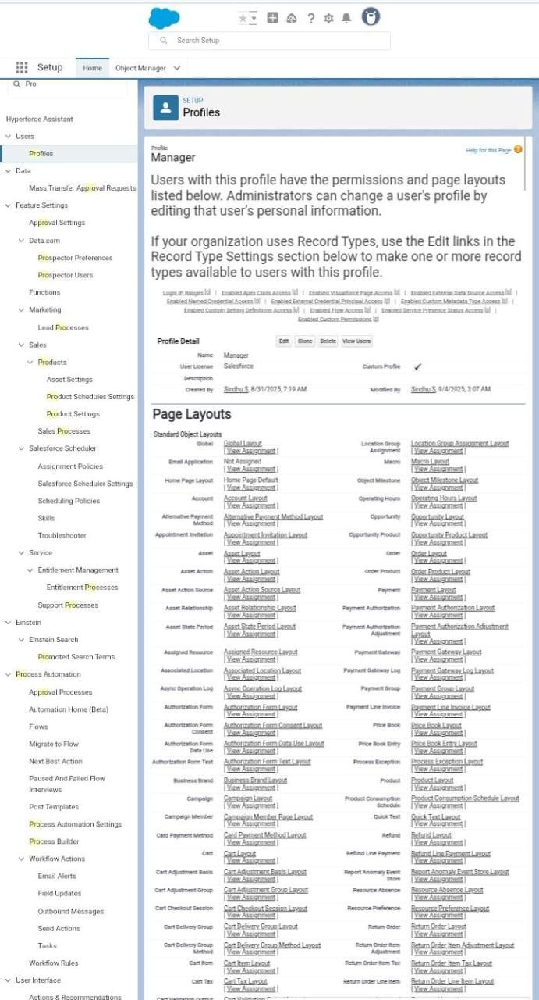 Search Setup
Setup
Home
Object Manager
Pro
Hyperforce Assistant
Users
Profiles
Data
Mass Transfer Approval Requests
Feature Settings
Approval Settings
Data.com
Prospector Preferences
Prospector Users
Functions
Marketing
Lead Processes
Sales
Products
Asset Settings
Product Schedules Settings
Product Settings
Sales Processes
Salesforce Scheduler
Assignment Policies
Salesforce Scheduler Settings
Scheduling Policies
Skills
Troubleshooter
Service
Entitlement Management
Entitlement Processes
Support Processes
Einstein
Einstein Search
Promoted Search Terms
Process Automation
Approval Processes
Automation Home (Beta)
Flows
Migrate to Flow
Next Best Action
Paused And Failed Flow
Interviews
Post Templates
Process Automation Settings
Process Builder
Workflow Actions
Email Alerts
Field Updates
Outbound Messages
Send Actions
Tasks
Workflow Rules
User Interface
Actions & Recommendations
SETUP
Profiles
Profile
Manager
Help for this Page
Users with this profile have the permissions and page layouts
listed below. Administrators can change a user's profile by
editing that user's personal information.
If your organization uses Record Types, use the Edit links in the
Record Type Settings section below to make one or more record
types available to users with this profile.
Login IP Ranges [0] | Enabled Apex Class Access [0] | Enabled Visualforce Page Access [0] | Enabled External Data Source Access [0] |
Enabled Named Credential Access [0] | Enabled External Credential Principal Access [0] | Enabled Custom Metadata Type Access [0] |
Enabled Custom Setting Definitions Access [0] | Enabled Flow Access [0] | Enabled Service Presence Status Access [0] |
Enabled Custom Permissions [0]
Profile Detail Edit Clone Delete View Users
Name Manager
User License Salesforce Custom Profile ✓
Description
Created By Sindhu S, 8/31/2025, 7:19 AM Modified By Sindhu S, 9/4/2025, 3:07 AM
Page Layouts
Standard Object Layouts
Global Global Layout Location Group Location Group Assignment Layout
[ View Assignment ] Assignment [ View Assignment ]
Email Application Not Assigned Macro Macro Layout
[ View Assignment ] [ View Assignment ]
Home Page Layout Home Page Default Object Milestone Object Milestone Layout
[ View Assignment ] [ View Assignment ]
Account Account Layout Operating Hours Operating Hours Layout
[ View Assignment ] [ View Assignment ]
Alternative Payment Alternative Payment Method Layout Opportunity Opportunity Layout
Method [ View Assignment ] [ View Assignment ]
Appointment Invitation Appointment Invitation Layout Opportunity Product Opportunity Product Layout
[ View Assignment ] [ View Assignment ]
Asset Asset Layout Order Order Layout
[ View Assignment ] [ View Assignment ]
Asset Action Asset Action Layout Order Product Order Product Layout
[ View Assignment ] [ View Assignment ]
Asset Action Source Asset Action Source Layout Payment Payment Layout
[ View Assignment ] [ View Assignment ]
Asset Relationship Asset Relationship Layout Payment Authorization Payment Authorization Layout
[ View Assignment ] [ View Assignment ]
Asset State Period Asset State Period Layout Payment Authorization Payment Authorization Adjustment
[ View Assignment ] Adjustment Layout
[ View Assignment ]
Assigned Resource Assigned Resource Layout Payment Gateway Payment Gateway Layout
[ View Assignment ] [ View Assignment ]
Associated Location Associated Location Layout Payment Gateway Log Payment Gateway Log Layout
[ View Assignment ] [ View Assignment ]
Async Operation Log Async Operation Log Layout Payment Group Payment Group Layout
[ View Assignment ] [ View Assignment ]
Authorization Form Authorization Form Layout Payment Line Invoice Payment Line Invoice Layout
[ View Assignment ] [ View Assignment ]
Authorization Form Authorization Form Consent Layout Price Book Price Book Layout
Consent [ View Assignment ] [ View Assignment ]
Authorization Form Authorization Form Data Use Layout Price Book Entry Price Book Entry Layout
Data Use [ View Assignment ] [ View Assignment ]
Authorization Form Text Authorization Form Text Layout Process Exception Process Exception Layout
[ View Assignment ] [ View Assignment ]
Business Brand Business Brand Layout Product Product Layout
[ View Assignment ] [ View Assignment ]
Campaign Campaign Layout Product Consumption Product Consumption Schedule Layout
[ View Assignment ] Schedule [ View Assignment ]
Campaign Member Campaign Member Page Layout Quick Text Quick Text Layout
[ View Assignment ] [ View Assignment ]
Card Payment Method Card Payment Method Layout Refund Refund Layout
[ View Assignment ] [ View Assignment ]
Cart Cart Layout Refund Line Payment Refund Line Payment Layout
[ View Assignment ] [ View Assignment ]
Cart Adjustment Basis Cart Adjustment Basis Layout Report Anomaly Event Report Anomaly Event Store Layout
[ View Assignment ] Store [ View Assignment ]
Cart Adjustment Group Cart Adjustment Group Layout Resource Absence Resource Absence Layout
[ View Assignment ] [ View Assignment ]
Cart Checkout Session Cart Checkout Session Layout Resource Preference Resource Preference Layout
[ View Assignment ] [ View Assignment ]
Cart Delivery Group Cart Delivery Group Layout Return Order Return Order Layout
[ View Assignment ] [ View Assignment ]
Cart Delivery Group Cart Delivery Group Method Layout Return Order Item Return Order Item Adjustment Layout
Method [ View Assignment ] Adjustment [ View Assignment ]
Cart Item Cart Item Layout Return Order Item Tax Return Order Item Tax Layout
[ View Assignment ] [ View Assignment ]
Cart Tax Cart Tax Layout Return Order Line Item Return Order Line Item Layout
[ View Assignment ] [ View Assignment ]